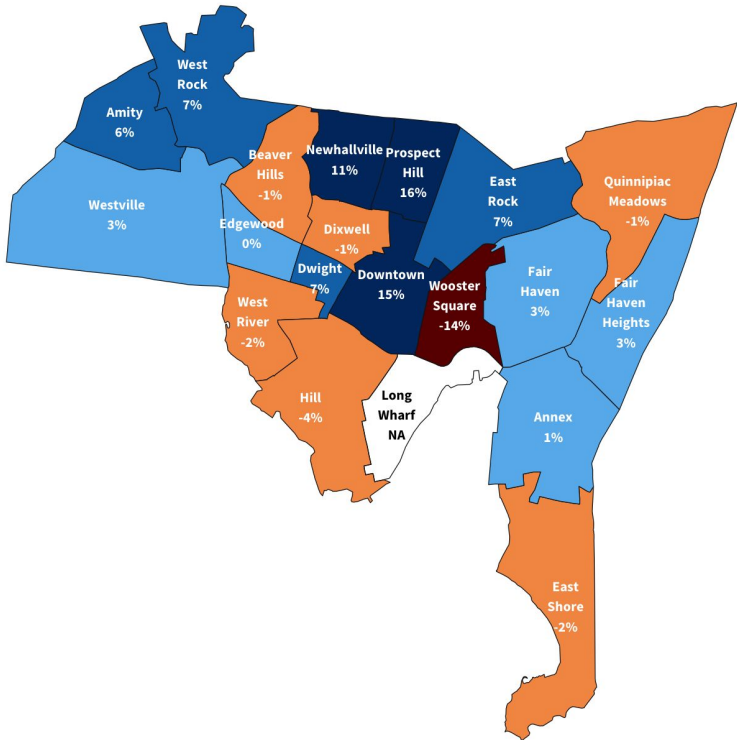 West
Rock
7%
Amity
6%
Westville
3%
Beaver
Hills
-1%
Newhallville
11%
Prospect
Hill
16%
East
Rock
7%
Quinnipiac
Meadows
-1%
Edgewood
0%
Dixwell
-1%
Dwight
7%
Downtown
15%
Wooster
Square
-14%
Fair
Haven
3%
Fair
Haven
Heights
3%
West
River
-2%
Hill
-4%
Long
Wharf
NA
Annex
1%
East
Shore
-2%